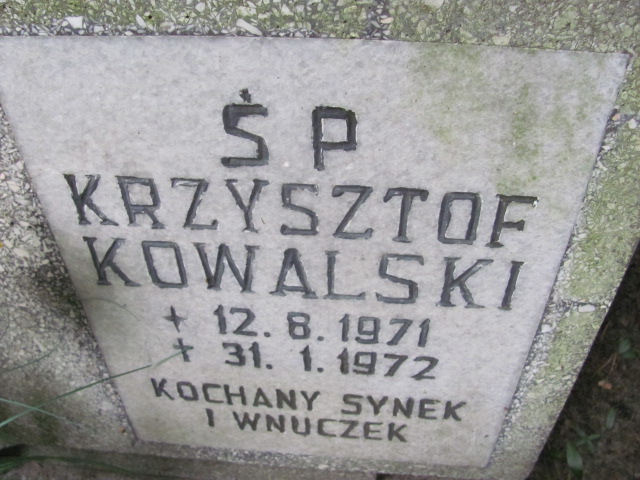 ŚP
KRZYSZTOF
KOWALSKI
+ 12. 8. 1971
+ 31. 1. 1972
KOCHANY SYNEK
I WNUCZEK